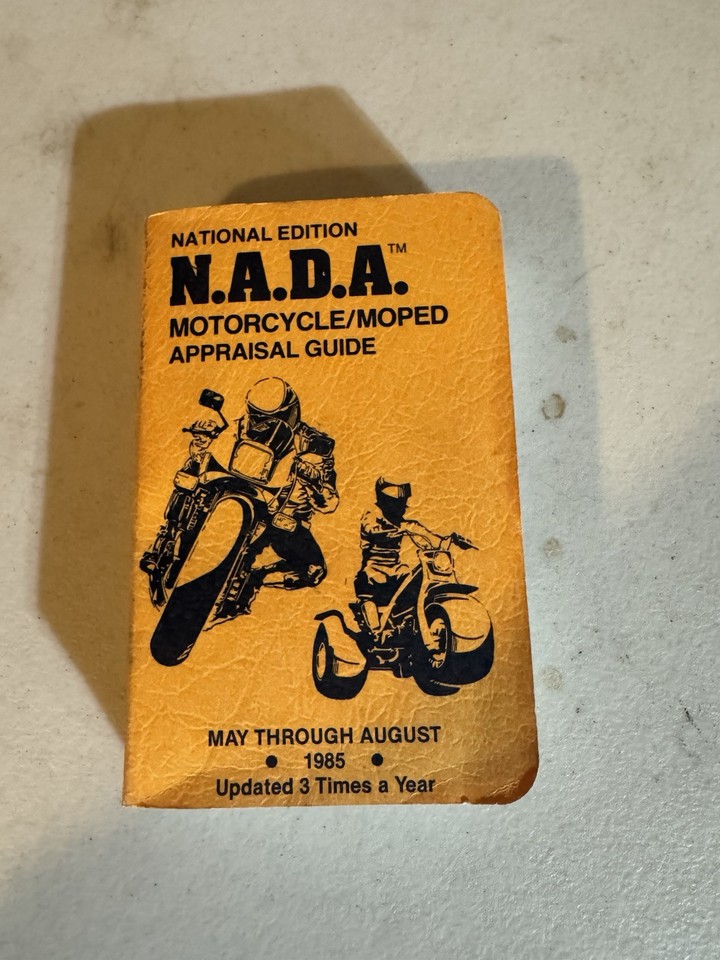 NATIONAL EDITION
N.A.D.A.™
MOTORCYCLE/MOPED
APPRAISAL GUIDE
MAY THROUGH AUGUST
• 1985 •
Updated 3 Times a Year